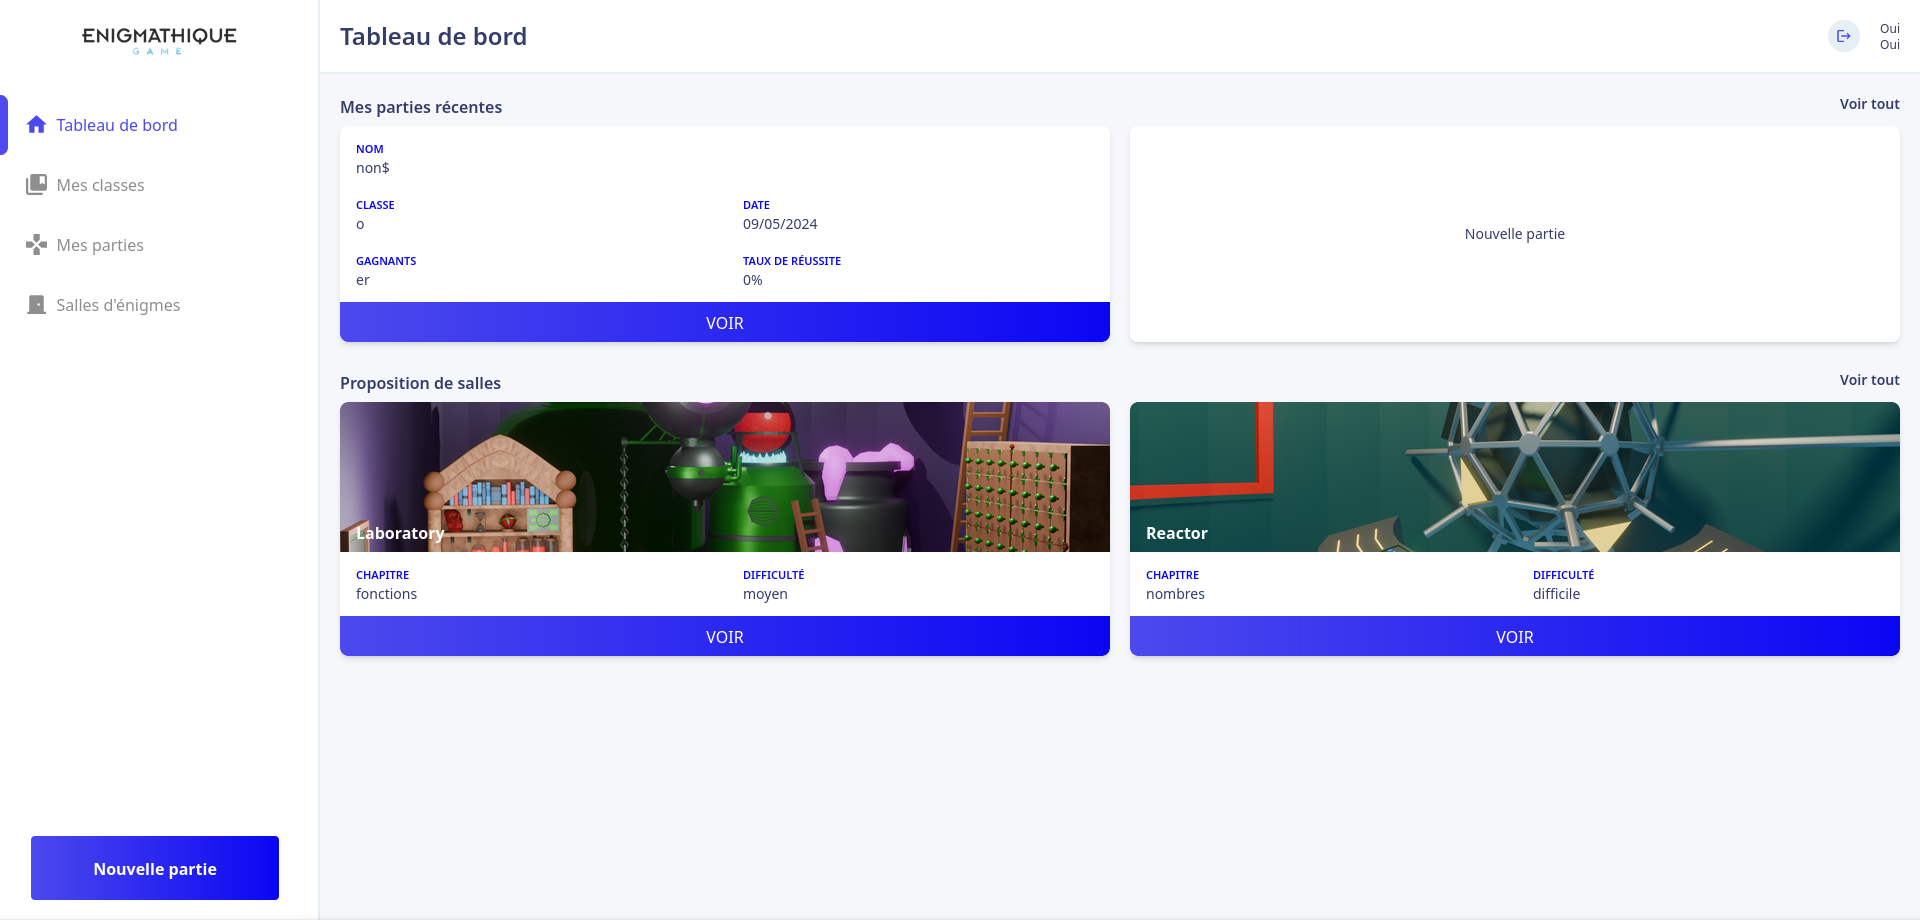 ENIGMATHIQUE
GAME
Tableau de bord
Mes classes
Mes parties
Salles d'énigmes
Nouvelle partie
Tableau de bord
Oui
Oui
Mes parties récentes
Voir tout
NOM
non$
CLASSE
o
DATE
09/05/2024
GAGNANTS
er
TAUX DE RÉUSSITE
0%
VOIR
Nouvelle partie
Proposition de salles
Voir tout
Laboratory
CHAPITRE
fonctions
DIFFICULTÉ
moyen
VOIR
Reactor
CHAPITRE
nombres
DIFFICULTÉ
difficile
VOIR